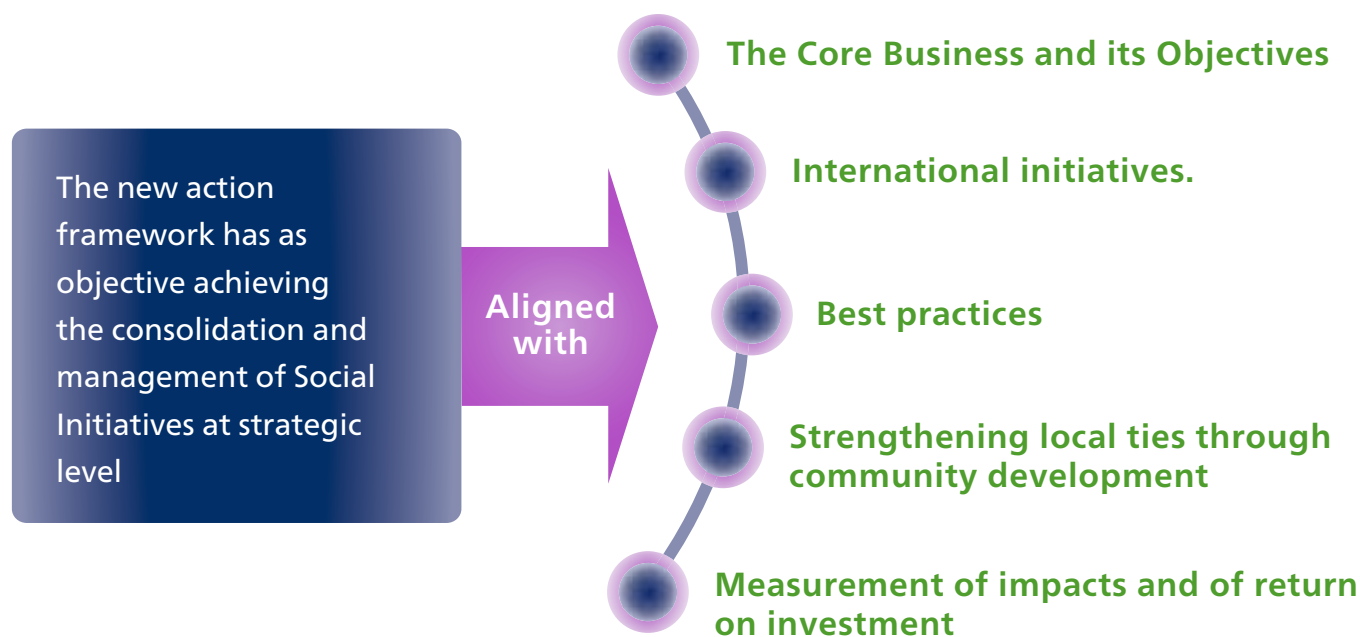 The new action
framework has as
objective achieving
the consolidation and
management of Social
Initiatives at strategic
level
Aligned
with
The Core Business and its Objectives
International initiatives.
Best practices
Strengthening local ties through
community development
Measurement of impacts and of return
on investment